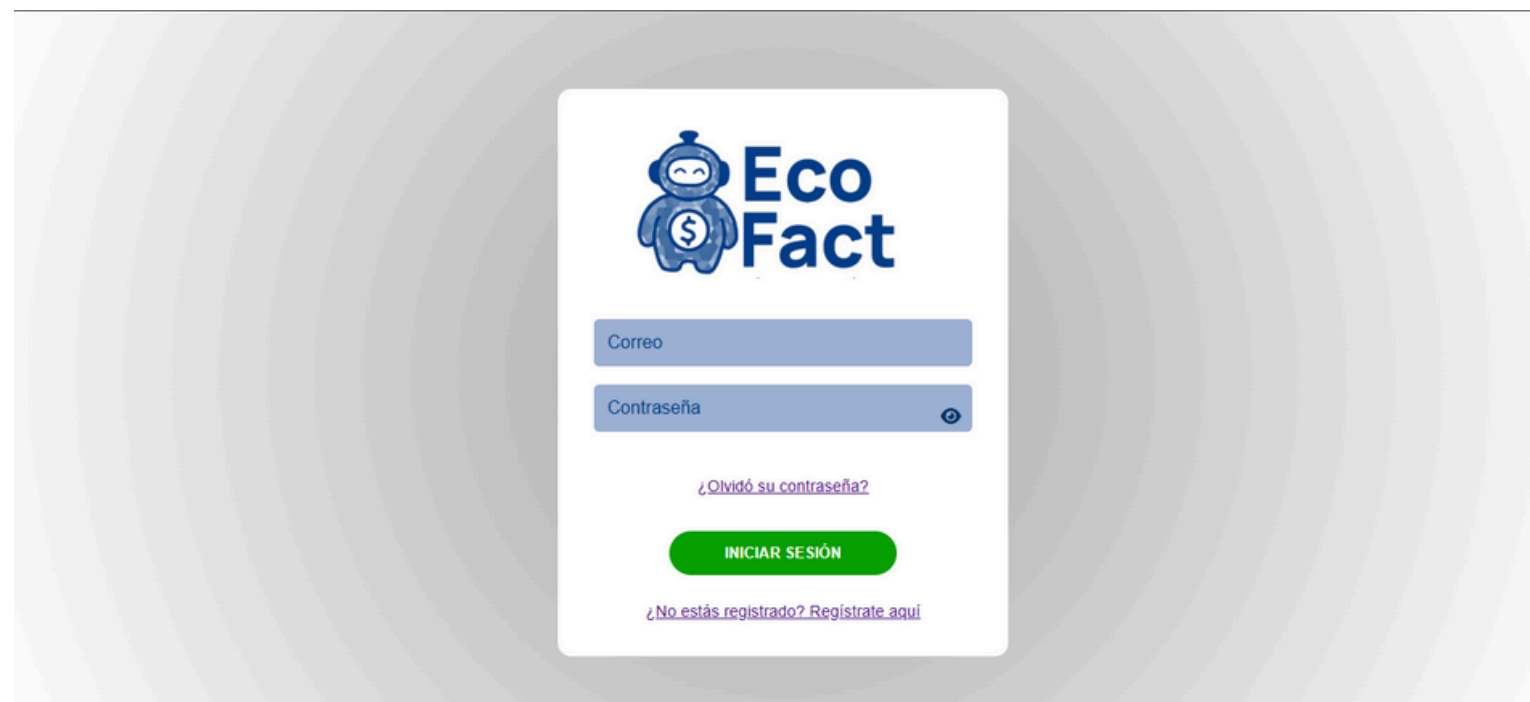 Eco
Fact
$
Correo
Contraseña
¿Olvidó su contraseña?
INICIAR SESIÓN
¿No estás registrado? Regístrate aquí